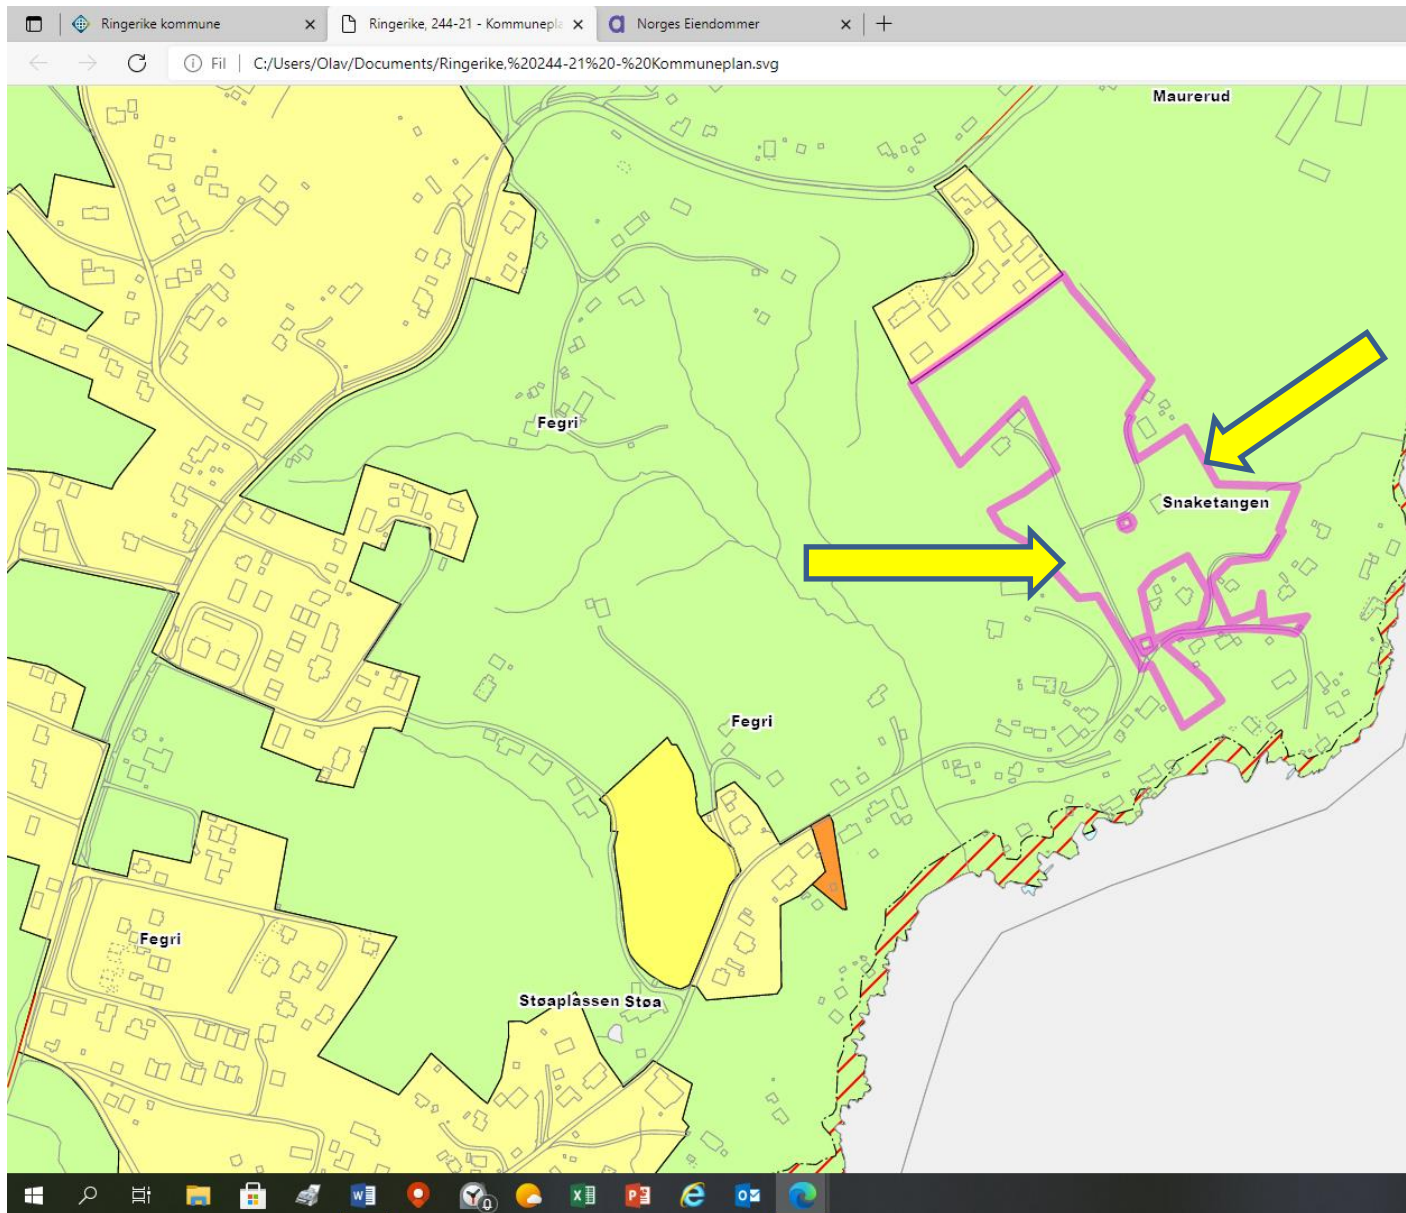 Ringerike kommune
Ringerike, 244-21 - Kommunepla
Norges Eiendommer
Fil
C:/Users/Olav/Documents/Ringerike,%20244-21%20-%20Kommuneplan.svg
Maurerud
Fegri
Snaketangen
Fegri
Fegri
Støaplassen Støa